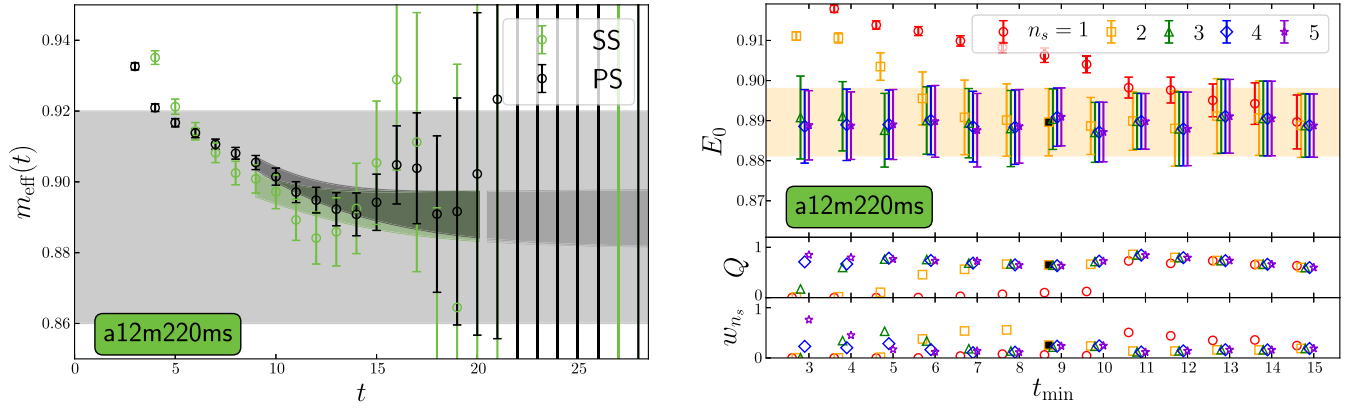 0.94
0.92
0.90
0.88
0.86
m_eff(t)
SS
PS
a12m220ms
0 5 10 15 20 25
t
0.91
0.90
0.89
0.88
0.87
E_0
n_s = 1 2 3 4 5
a12m220ms
1
0
Q
1
0
w_{n_s}
3 4 5 6 7 8 9 10 11 12 13 14 15
t_min